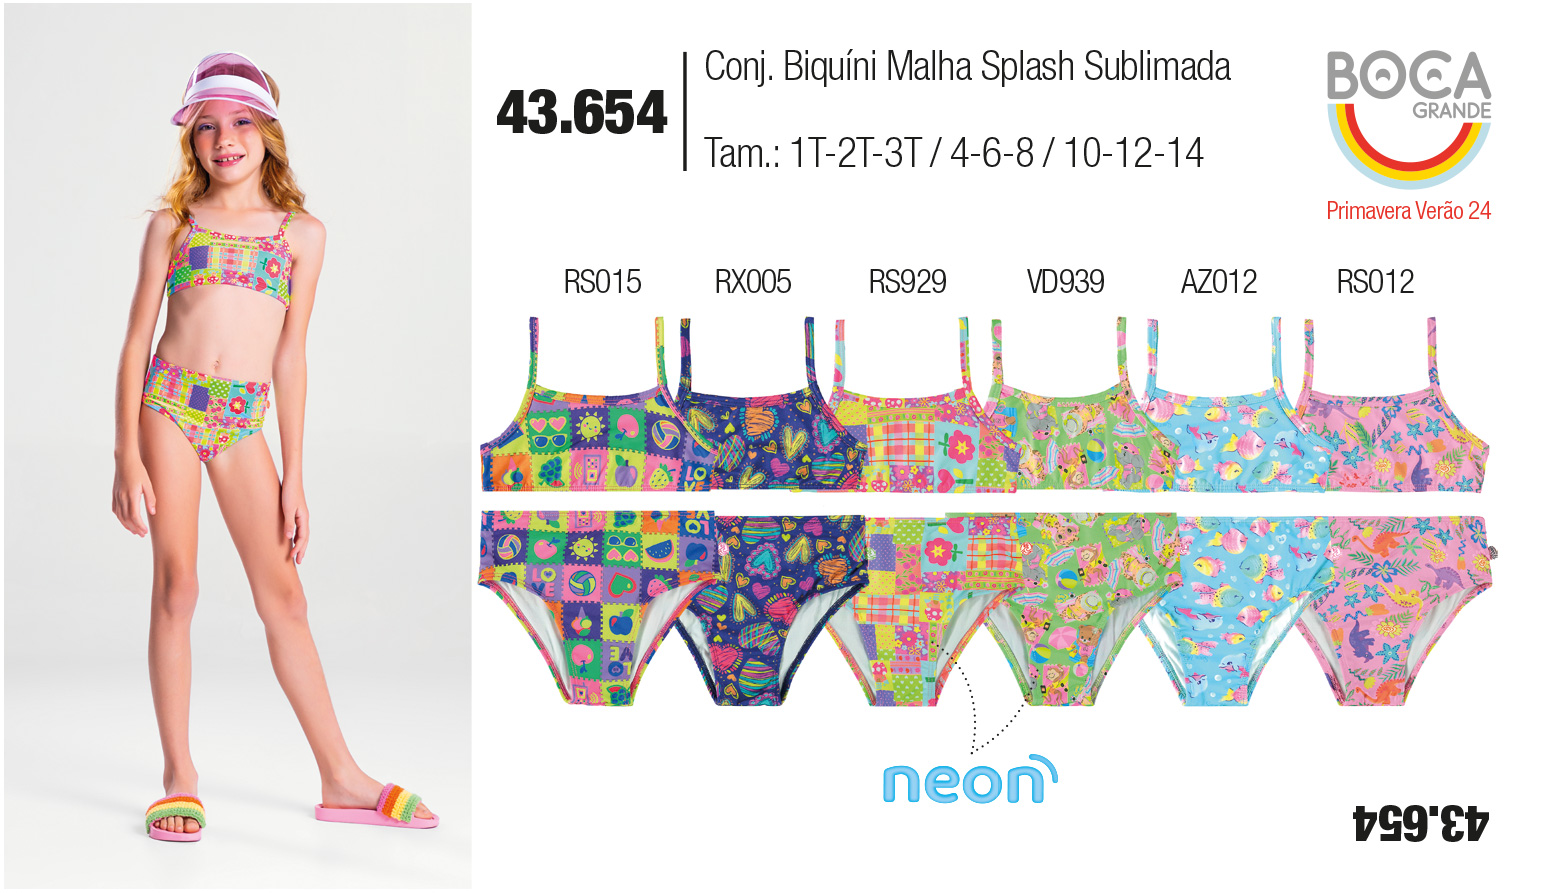 43.654
Conj. Biquíni Malha Splash Sublimada
Tam.: 1T-2T-3T / 4-6-8 / 10-12-14
BOCA
GRANDE
Primavera Verão 24
RS015
RX005
RS929
VD939
AZ012
RS012
neon
43.654